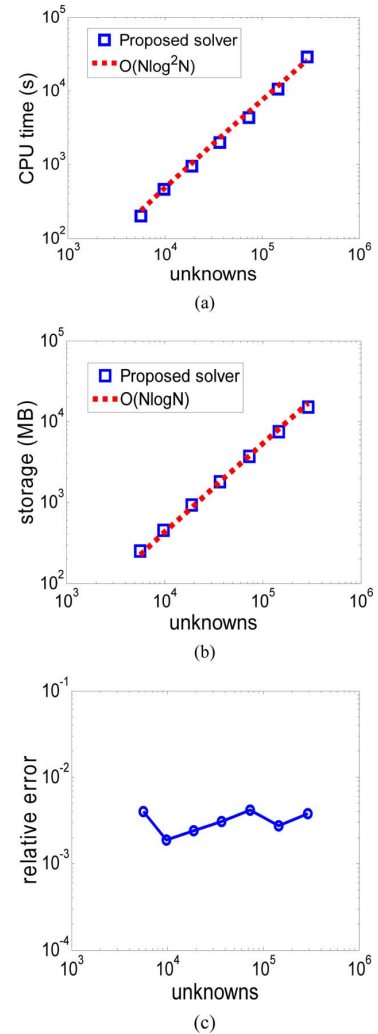 10^5
Proposed solver
O(Nlog^2N)
10^4
CPU time (s)
10^3
10^2
10^3 10^4 10^5 10^6
unknowns
(a)
10^5
Proposed solver
O(NlogN)
10^4
storage (MB)
10^3
10^2
10^3 10^4 10^5 10^6
unknowns
(b)
10^-1
10^-2
relative error
10^-3
10^-4
10^3 10^4 10^5 10^6
unknowns
(c)